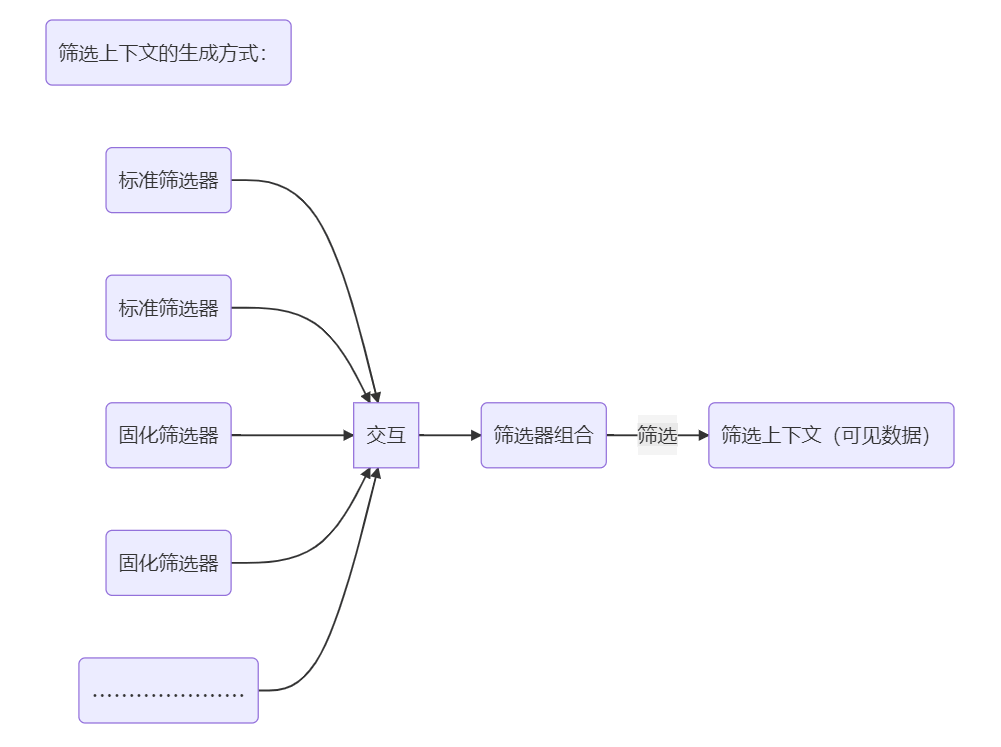 筛选上下文的生成方式：
标准筛选器
标准筛选器
固化筛选器
交互
筛选器组合
筛选
筛选上下文（可见数据）
固化筛选器
.....................